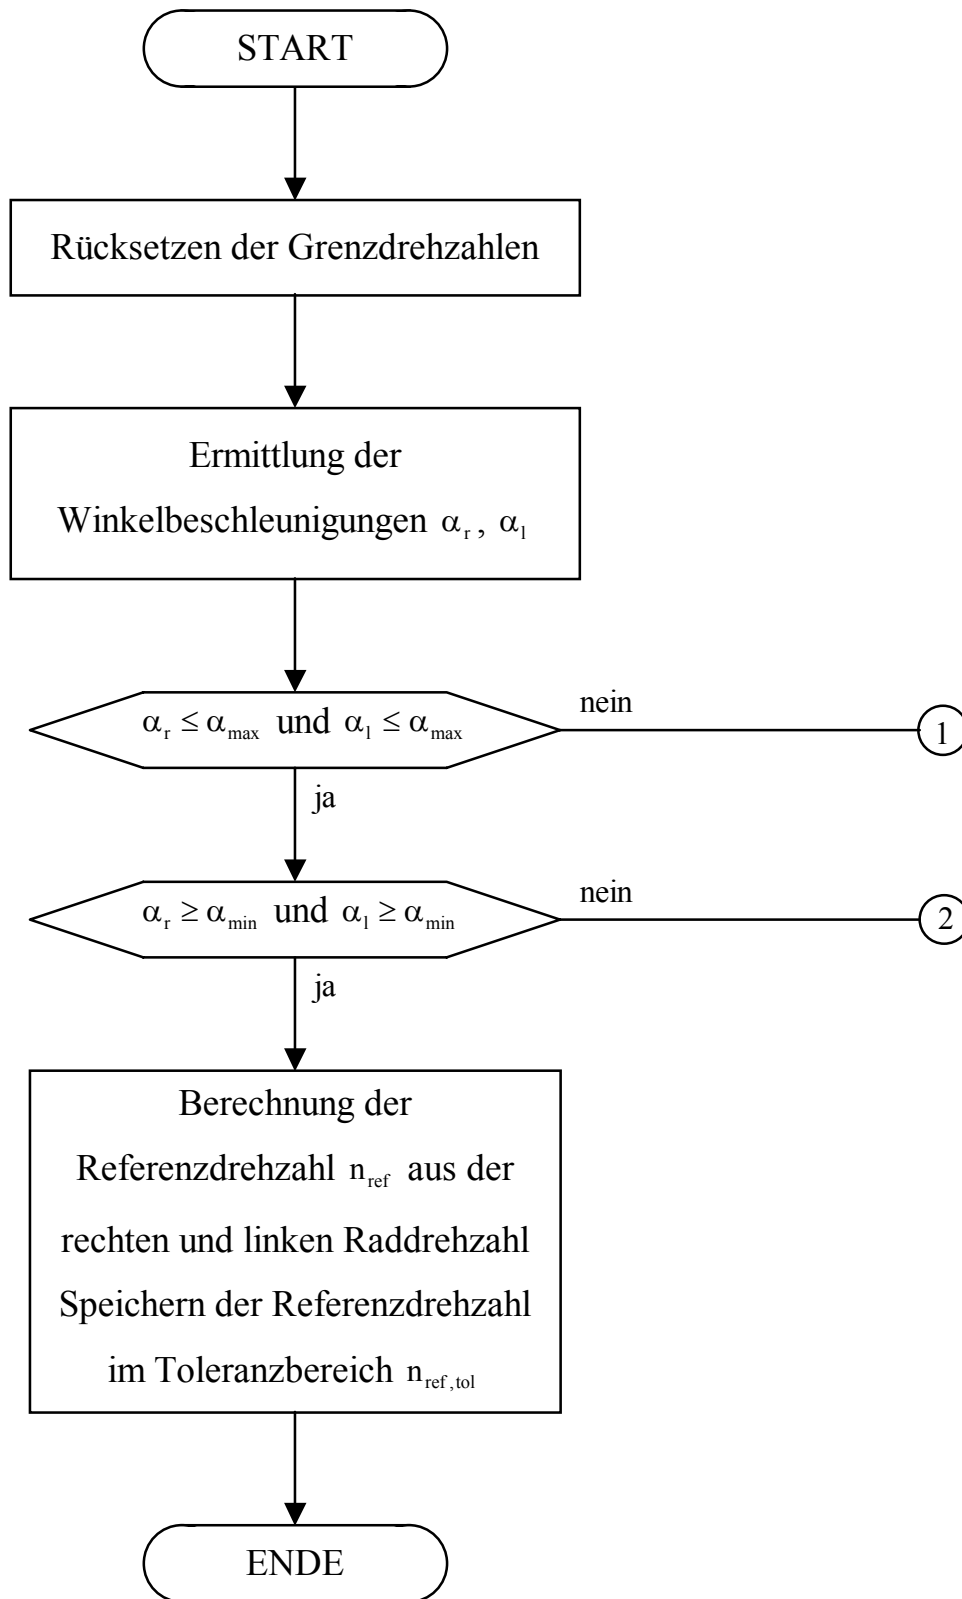 START
Rücksetzen der Grenzdrehzahlen
Ermittlung der
Winkelbeschleunigungen α_r, α_l
α_r ≤ α_max und α_l ≤ α_max
nein
1
ja
α_r ≥ α_min und α_l ≥ α_min
nein
2
ja
Berechnung der
Referenzdrehzahl n_ref aus der
rechten und linken Raddrehzahl
Speichern der Referenzdrehzahl
im Toleranzbereich n_ref,tol
ENDE